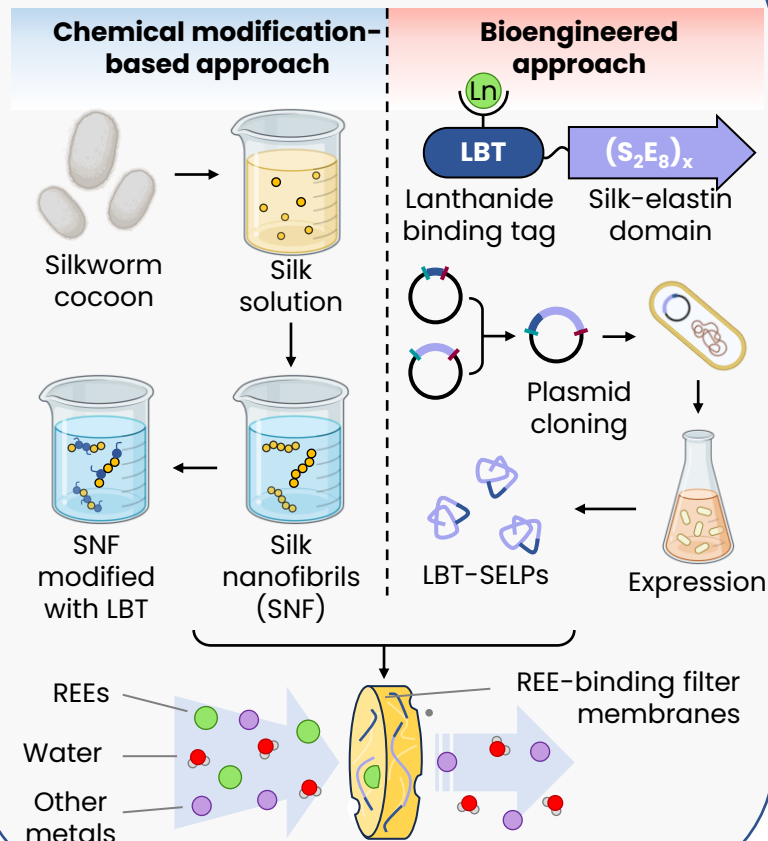 Chemical modification-
based approach
Bioengineered
approach
Ln
LBT
(S₂E₈)ₓ
Lanthanide
binding tag
Silk-elastin
domain
Silkworm
cocoon
Silk
solution
Plasmid
cloning
SNF
modified
with LBT
Silk
nanofibrils
(SNF)
LBT-SELPs
Expression
REEs
Water
Other
metals
REE-binding filter
membranes